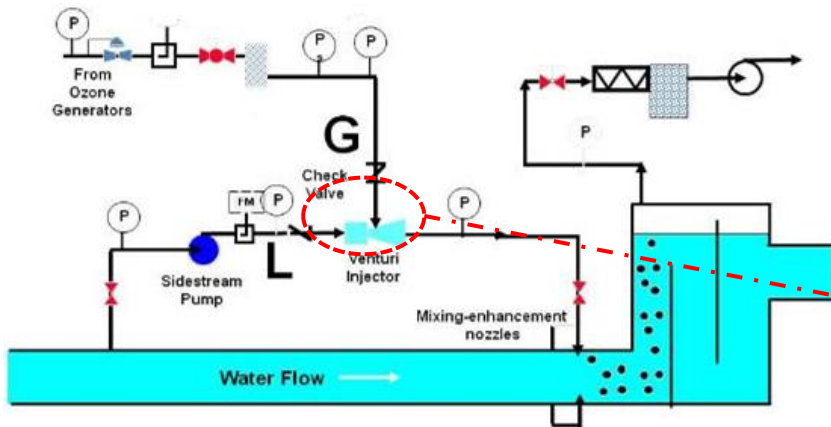 P
From
Ozone
Generators
P
P
G
Check
Valve
P
FM
P
P
P
L
Venturi
Injector
Sidestream
Pump
Mixing-enhancement
nozzles
Water Flow